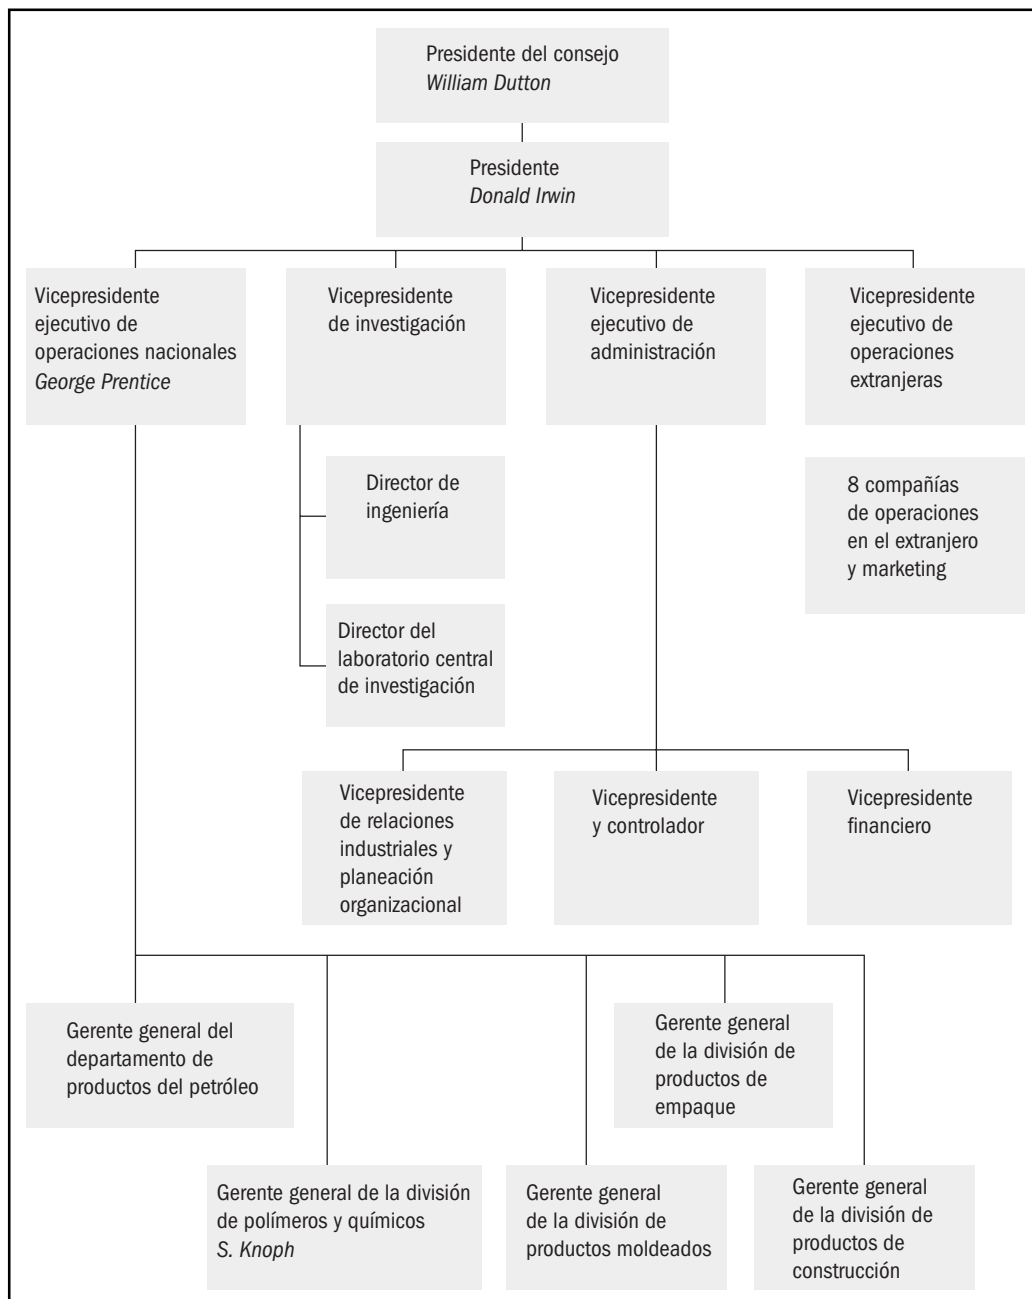 Presidente del consejo
William Dutton
Presidente
Donald Irwin
Vicepresidente
ejecutivo de
operaciones nacionales
George Prentice
Vicepresidente
de investigación
Vicepresidente
ejecutivo de
administración
Vicepresidente
ejecutivo de
operaciones
extranjeras
Director de
ingeniería
8 compañías
de operaciones
en el extranjero
y marketing
Director del
laboratorio central
de investigación
Vicepresidente
de relaciones
industriales y
planeación
organizacional
Vicepresidente
y controlador
Vicepresidente
financiero
Gerente general del
departamento de
productos del petróleo
Gerente general
de la división de
productos de
empaque
Gerente general de la división
de polímeros y químicos
S. Knoph
Gerente general
de la división de
productos moldeados
Gerente general
de la división de
productos de
construcción